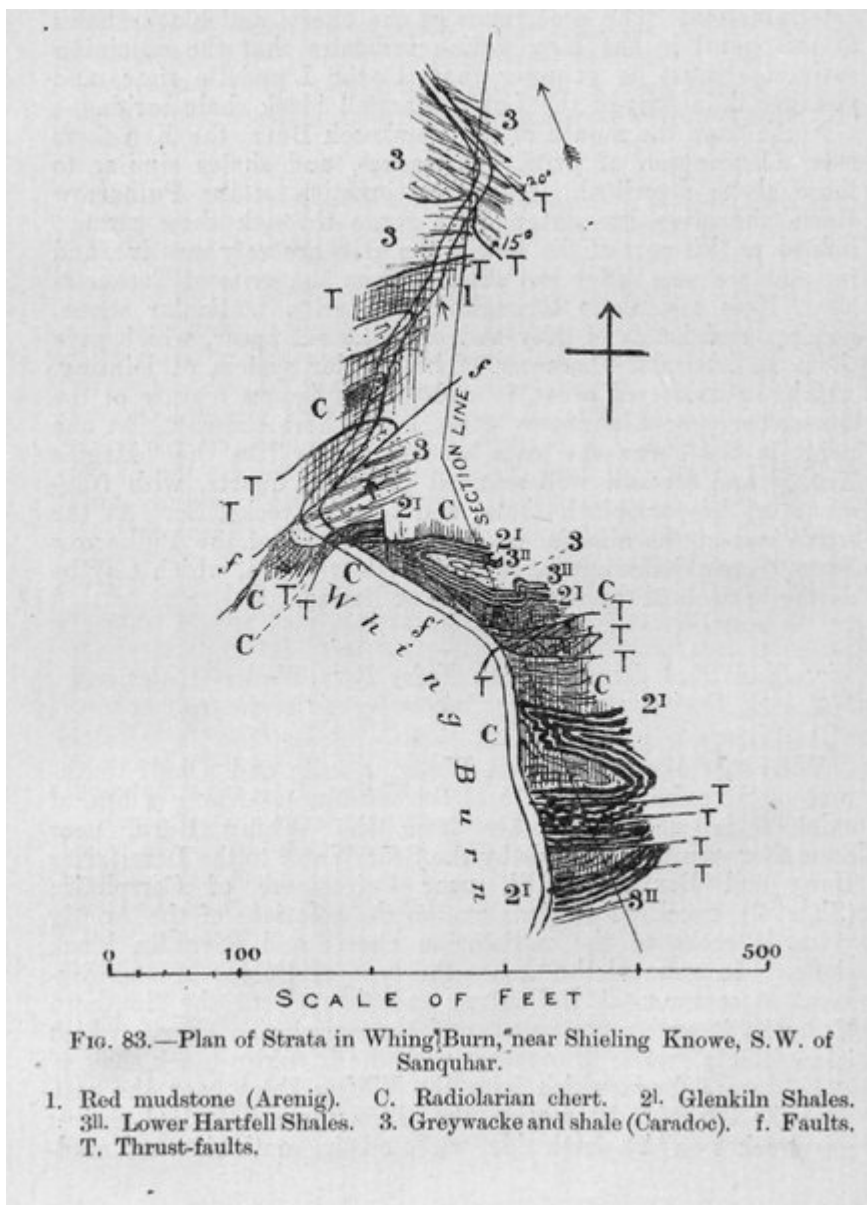 3
3
20°
T
3
15°
T
T
T
1
f
C
SECTION LINE
3
T
T
2I
C
2I
3
f
3II
3II
C
2I
C
T
C
T
T
T
C
f
T
T
C
2I
C
Whing Burn
T
T
T
T
2I
3II
0 100 500
SCALE OF FEET
FIG. 83.—Plan of Strata in Whing Burn, near Shieling Knowe, S.W. of
Sanquhar.
1. Red mudstone (Arenig). C. Radiolarian chert. 2I. Glenkiln Shales.
3II. Lower Hartfell Shales. 3. Greywacke and shale (Caradoc). f. Faults.
T. Thrust-faults.